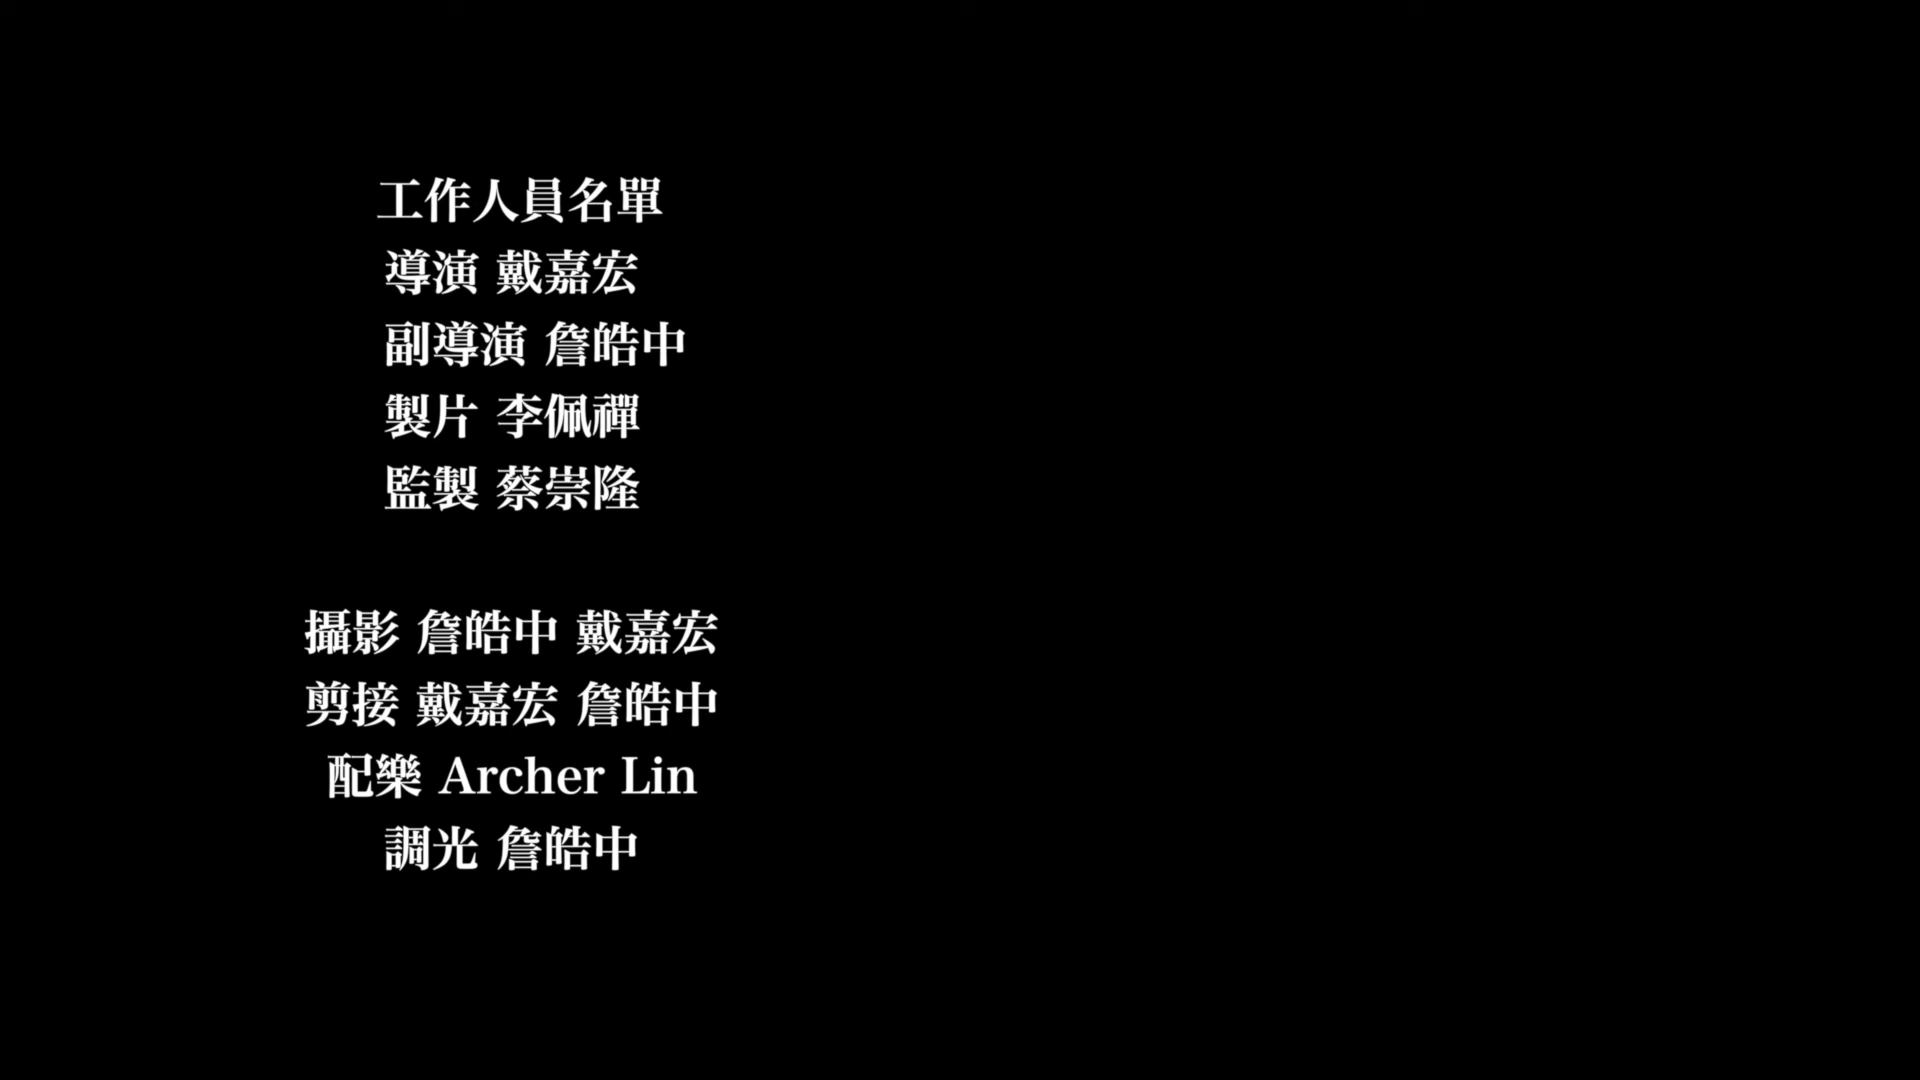 工作人員名單
導演 戴嘉宏
副導演 詹皓中
製片 李佩禪
監製 蔡崇隆
攝影 詹皓中 戴嘉宏
剪接 戴嘉宏 詹皓中
配樂 Archer Lin
調光 詹皓中